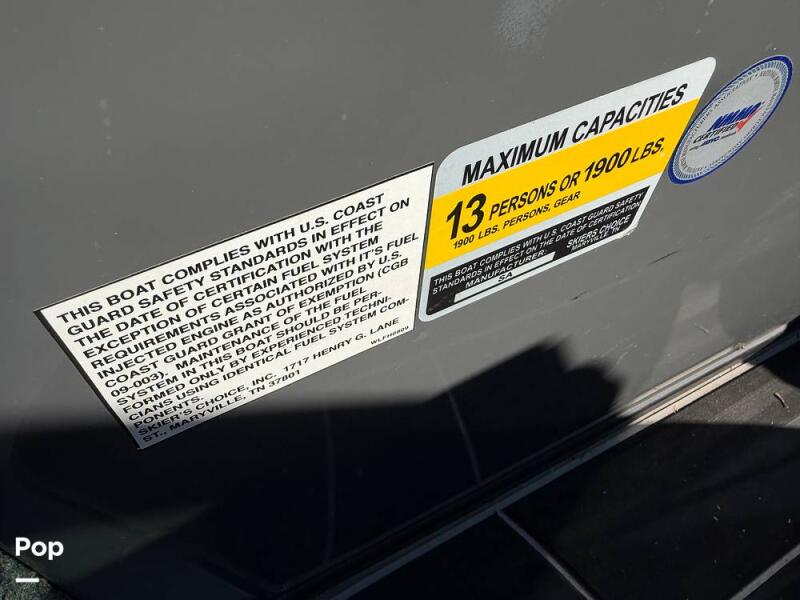 THIS BOAT COMPLIES WITH U.S. COAST
GUARD SAFETY STANDARDS IN EFFECT ON
THE DATE OF CERTIFICATION WITH THE
EXCEPTION OF CERTAIN FUEL SYSTEM
REQUIREMENTS ASSOCIATED WITH IT'S FUEL
INJECTED ENGINE AS AUTHORIZED BY U.S.
COAST GUARD GRANT OF EXEMPTION (CGB
09-003). MAINTENANCE OF THE FUEL
SYSTEM IN THIS BOAT SHOULD BE PER-
FORMED ONLY BY EXPERIENCED TECHNI-
CIANS USING IDENTICAL FUEL SYSTEM COM-
PONENTS.
SKIER'S CHOICE, INC. 1717 HENRY G. LANE
ST., MARYVILLE, TN 37801
WLFH0809
MAXIMUM CAPACITIES
13 PERSONS OR 1900 LBS.
1900 LBS. PERSONS, GEAR
THIS BOAT COMPLIES WITH U.S. COAST GUARD SAFETY
STANDARDS IN EFFECT ON THE DATE OF CERTIFICATION
MANUFACTURER:
SKIERS CHOICE
MARYVILLE, TN
SA
NMMA
CERTIFIED
Pop